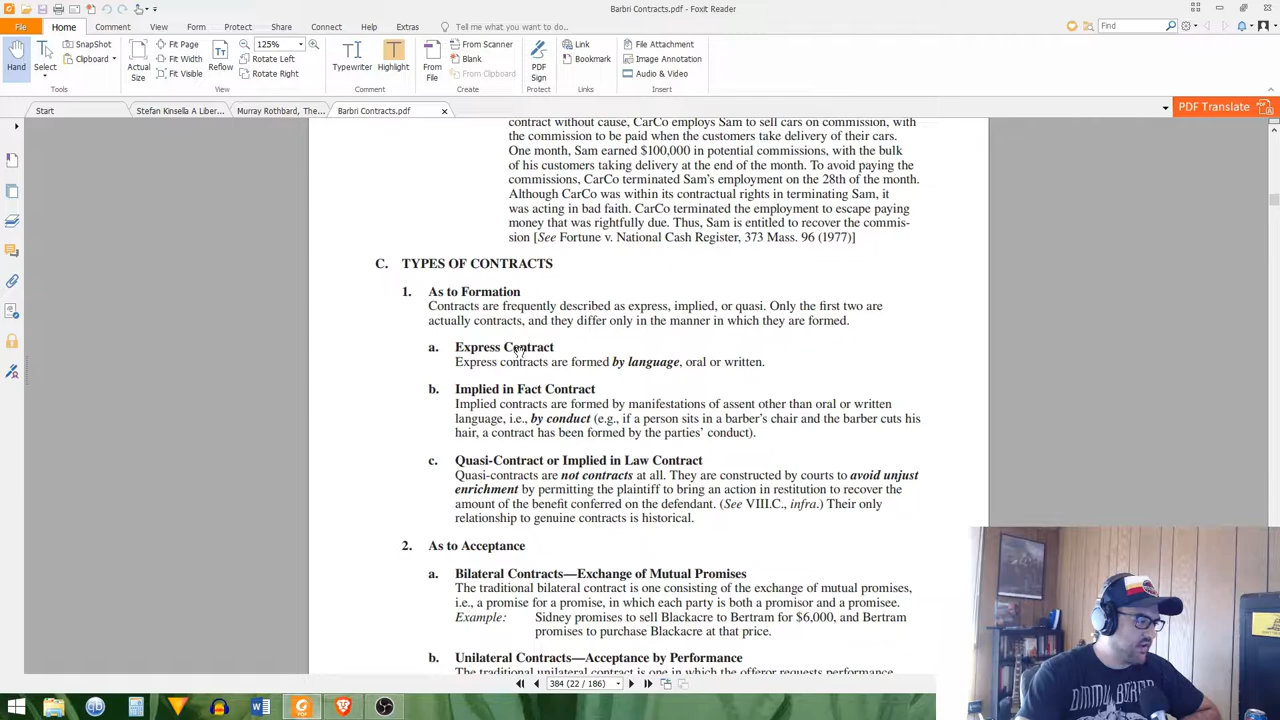 Barbri Contracts.pdf - Foxit Reader
File Home Comment View Form Protect Share Connect Help Extras Tell me what you want to do... Find
Hand Select SnapShot Clipboard Actual Size Fit Page Fit Width Fit Visible Reflow 125% Rotate Left Rotate Right Typewriter Highlight From File From Scanner Blank From Clipboard PDF Sign Link Bookmark File Attachment Image Annotation Audio & Video
Tools View Comment Create Protect Links Insert
Start Stefan Kinsella A Liber... Murray Rothbard, The... Barbri Contracts.pdf PDF Translate
contract without cause, CarCo employs Sam to sell cars on commission, with
the commission to be paid when the customers take delivery of their cars.
One month, Sam earned $100,000 in potential commissions, with the bulk
of his customers taking delivery at the end of the month. To avoid paying the
commissions, CarCo terminated Sam's employment on the 28th of the month.
Although CarCo was within its contractual rights in terminating Sam, it
was acting in bad faith. CarCo terminated the employment to escape paying
money that was rightfully due. Thus, Sam is entitled to recover the commis-
sion [See Fortune v. National Cash Register, 373 Mass. 96 (1977)]
C. TYPES OF CONTRACTS
1. As to Formation
Contracts are frequently described as express, implied, or quasi. Only the first two are
actually contracts, and they differ only in the manner in which they are formed.
a. Express Contract
Express contracts are formed by language, oral or written.
b. Implied in Fact Contract
Implied contracts are formed by manifestations of assent other than oral or written
language, i.e., by conduct (e.g., if a person sits in a barber's chair and the barber cuts his
hair, a contract has been formed by the parties' conduct).
c. Quasi-Contract or Implied in Law Contract
Quasi-contracts are not contracts at all. They are constructed by courts to avoid unjust
enrichment by permitting the plaintiff to bring an action in restitution to recover the
amount of the benefit conferred on the defendant. (See VIII.C., infra.) Their only
relationship to genuine contracts is historical.
2. As to Acceptance
a. Bilateral Contracts—Exchange of Mutual Promises
The traditional bilateral contract is one consisting of the exchange of mutual promises,
i.e., a promise for a promise, in which each party is both a promisor and a promisee.
Example: Sidney promises to sell Blackacre to Bertram for $6,000, and Bertram
promises to purchase Blackacre at that price.
b. Unilateral Contracts—Acceptance by Performance
The traditional unilateral contract is one in which the offeror requests performance
384 (22 / 186)